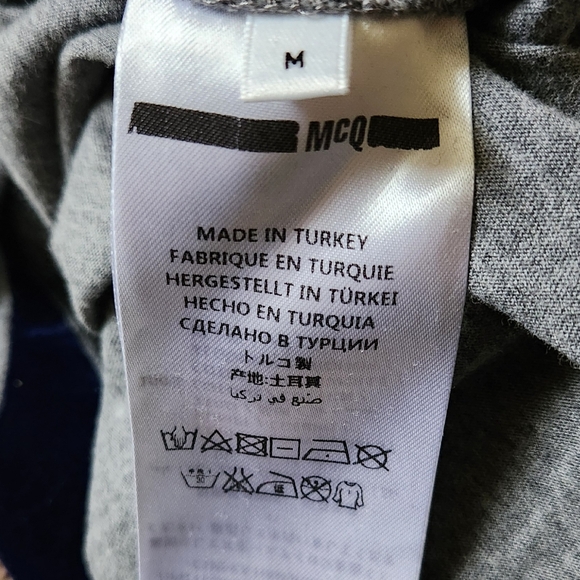 M
R McQ
MADE IN TURKEY
FABRIQUE EN TURQUIE
HERGESTELLT IN TÜRKEI
HECHO EN TURQUIA
СДЕЛАНО В ТУРЦИИ
トルコ製
产地:土耳其
صنع في تركيا